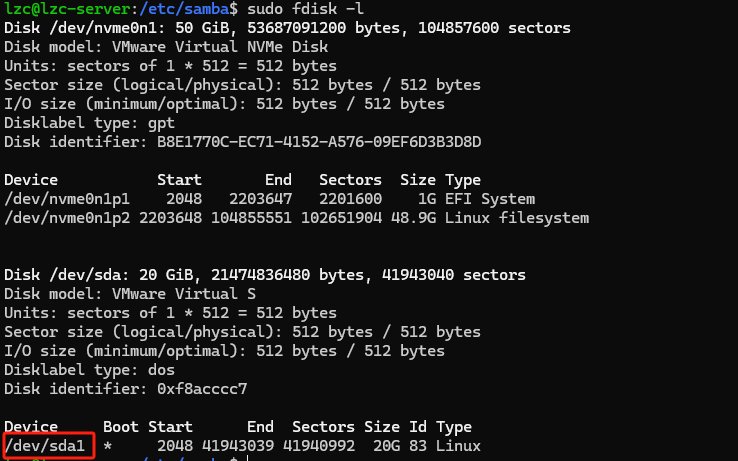 lzc@lzc-server:/etc/samba$ sudo fdisk -l
Disk /dev/nvme0n1: 50 GiB, 53687091200 bytes, 104857600 sectors
Disk model: VMware Virtual NVMe Disk
Units: sectors of 1 * 512 = 512 bytes
Sector size (logical/physical): 512 bytes / 512 bytes
I/O size (minimum/optimal): 512 bytes / 512 bytes
Disklabel type: gpt
Disk identifier: B8E1770C-EC71-4152-A576-09EF6D3B3D8D
Device Start End Sectors Size Type
/dev/nvme0n1p1 2048 2203647 2201600 1G EFI System
/dev/nvme0n1p2 2203648 104855551 102651904 48.9G Linux filesystem
Disk /dev/sda: 20 GiB, 21474836480 bytes, 41943040 sectors
Disk model: VMware Virtual S
Units: sectors of 1 * 512 = 512 bytes
Sector size (logical/physical): 512 bytes / 512 bytes
I/O size (minimum/optimal): 512 bytes / 512 bytes
Disklabel type: dos
Disk identifier: 0xf8acccc7
Device Boot Start End Sectors Size Id Type
/dev/sda1 * 2048 41943039 41940992 20G 83 Linux